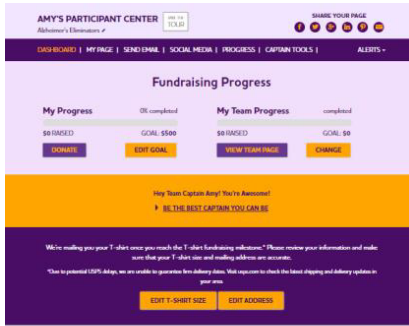 AMY'S PARTICIPANT CENTER
TOUR
Alzheimer's Eliminators
SHARE YOUR PAGE
DASHBOARD | MY PAGE | SEND EMAIL | SOCIAL MEDIA | PROGRESS | CAPTAIN TOOLS |
ALERTS
Fundraising Progress
My Progress
0% completed
My Team Progress
completed
$0 RAISED
GOAL: $500
$0 RAISED
GOAL: $0
DONATE
EDIT GOAL
VIEW TEAM PAGE
CHANGE
Hey Team Captain Amy! You're Awesome!
BE THE BEST CAPTAIN YOU CAN BE
We're mailing you your T-shirt once you reach the T-shirt fundraising milestone.* Please review your information and make
sure that your T-shirt size and mailing address are accurate.
*Due to potential USPS delays, we are unable to guarantee firm delivery dates. Visit usps.com to check the latest shipping and delivery updates in
your area.
EDIT T-SHIRT SIZE
EDIT ADDRESS